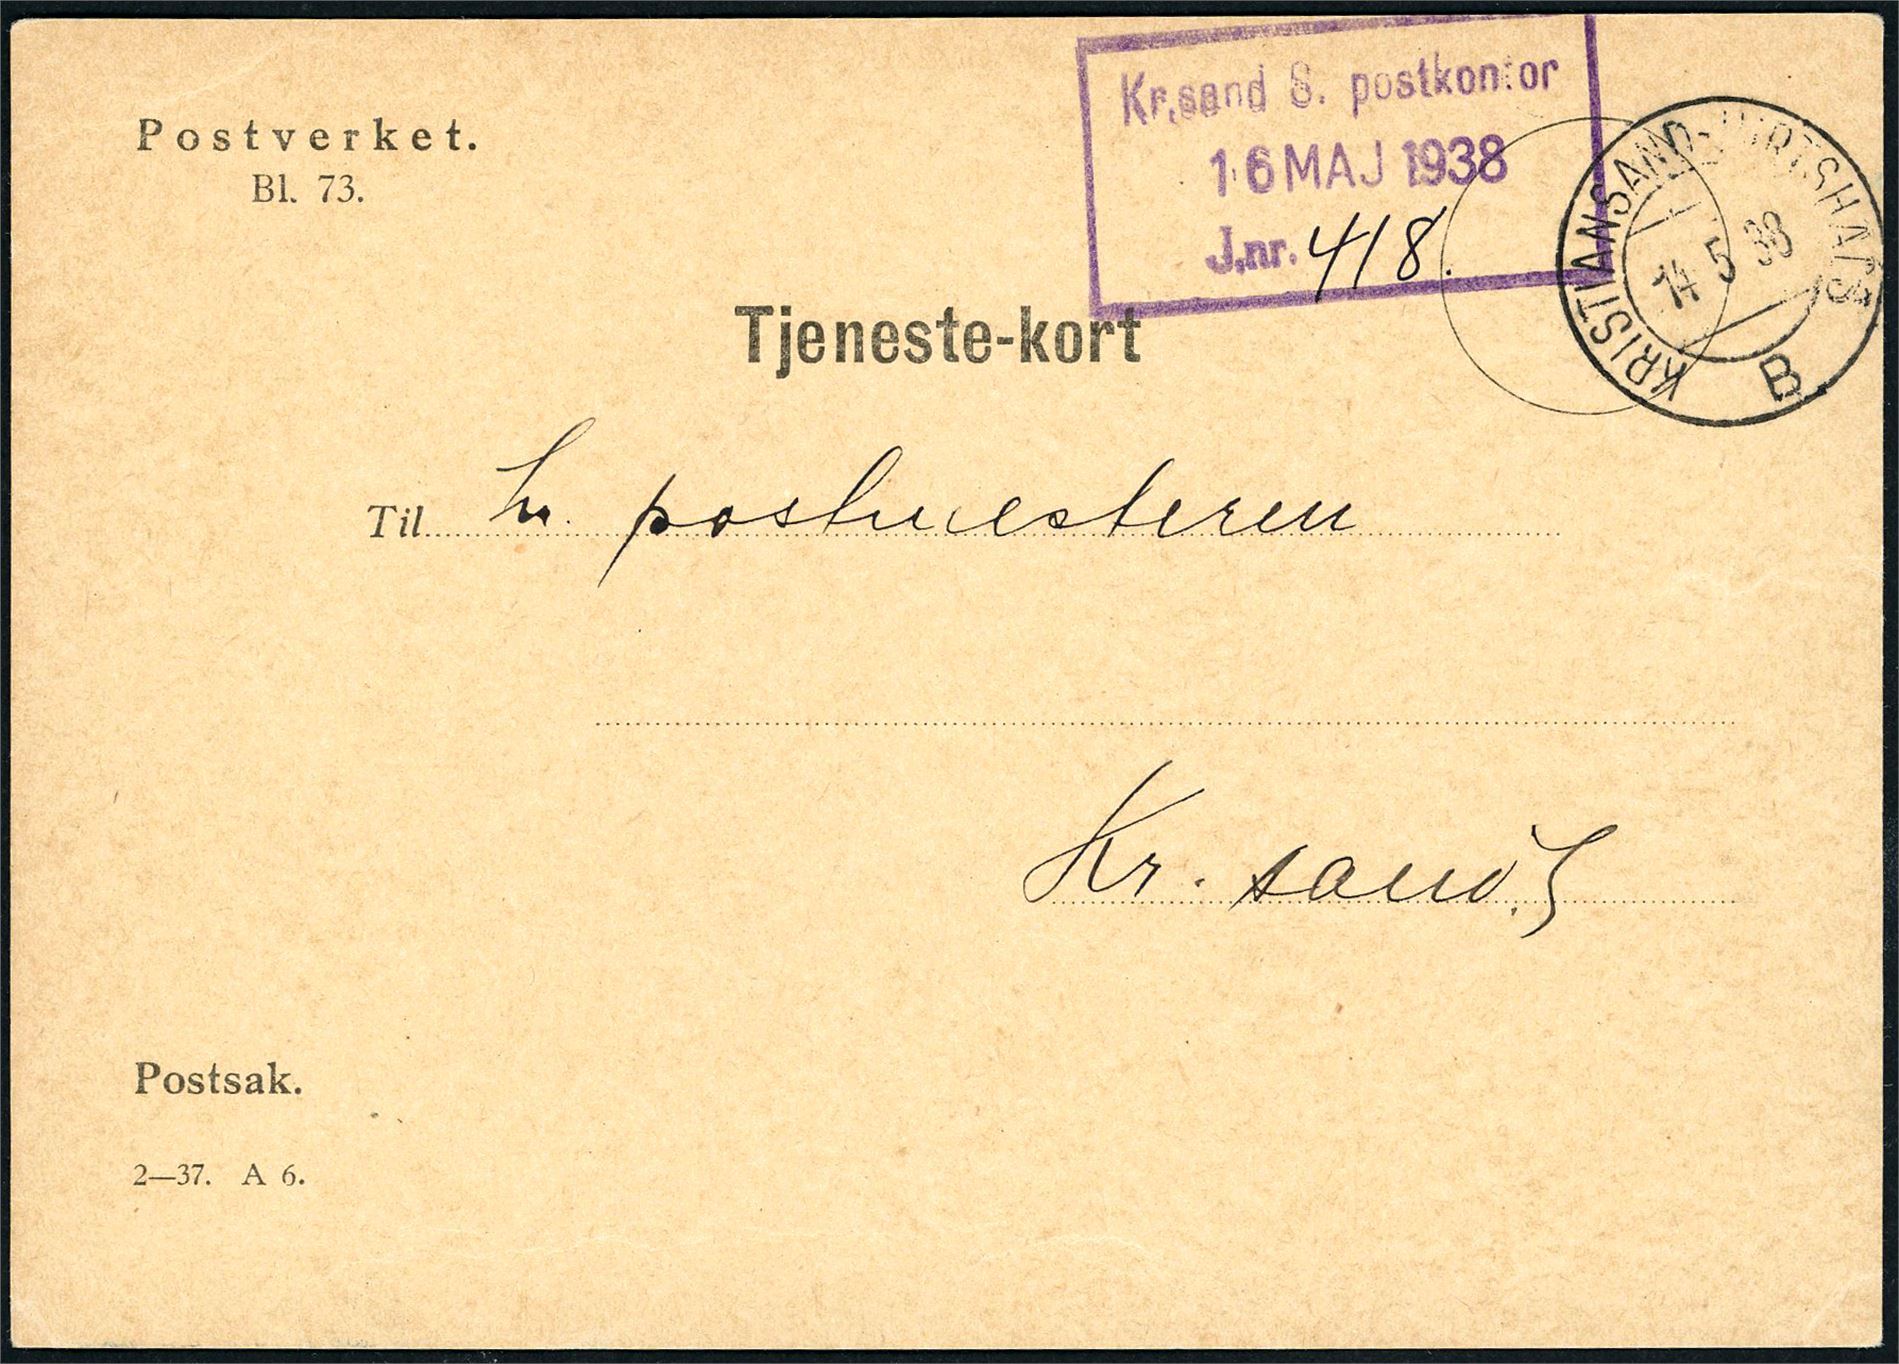 Postverket.
Bl. 73.
Kr.sand S. postkontor
16 MAJ 1938
J.nr. 418.
KRISTIANSAND-HIRTSHALS
14 5 38
B
Tjeneste-kort
Til hr. postmesteren
Kr. sand. S
Postsak.
2—37. A 6.